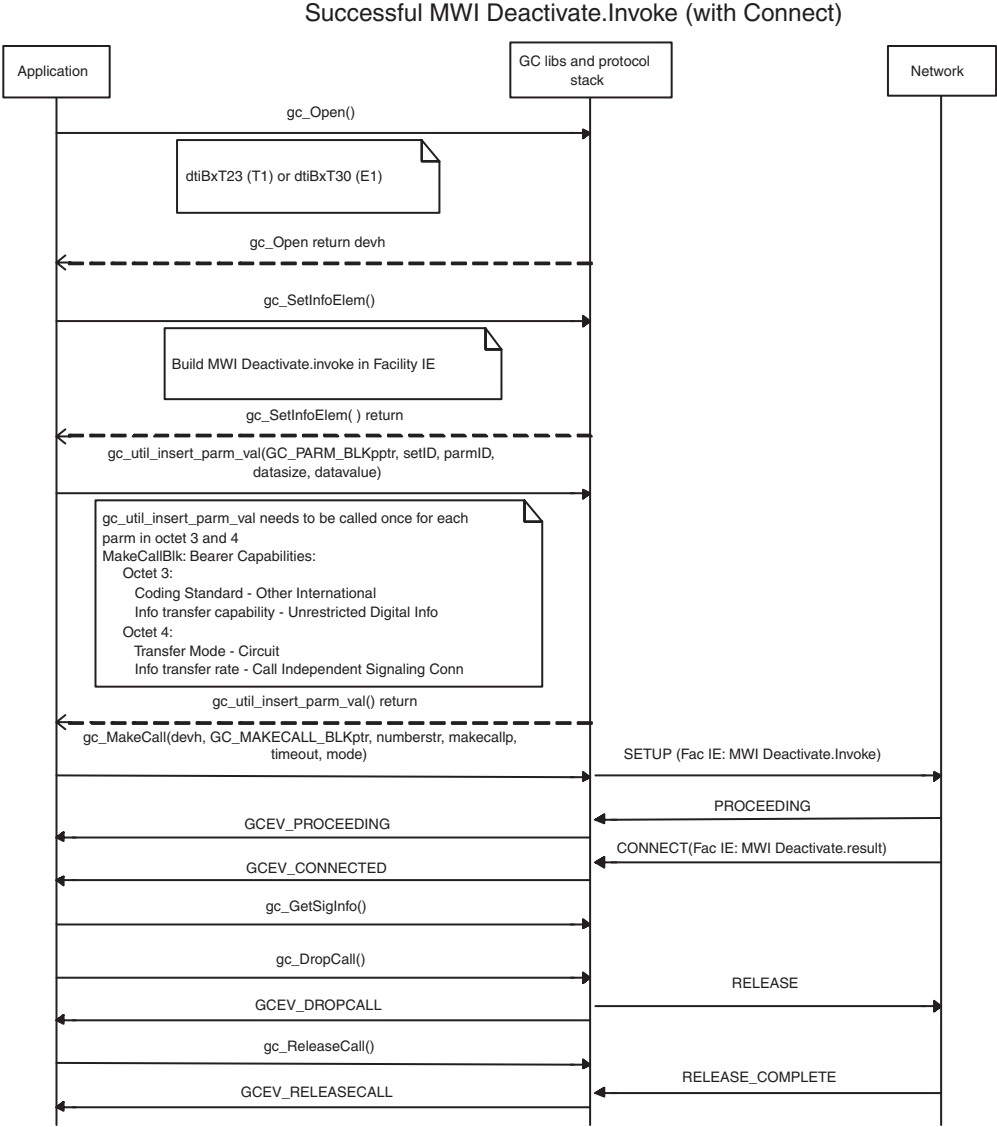 Successful MWI Deactivate.Invoke (with Connect)
Application
GC libs and protocol
stack
Network
gc_Open()
dtiBxT23 (T1) or dtiBxT30 (E1)
gc_Open return devh
gc_SetInfoElem()
Build MWI Deactivate.invoke in Facility IE
gc_SetInfoElem( ) return
gc_util_insert_parm_val(GC_PARM_BLKpptr, setID, parmID,
datasize, datavalue)
gc_util_insert_parm_val needs to be called once for each
parm in octet 3 and 4
MakeCallBlk: Bearer Capabilities:
Octet 3:
Coding Standard - Other International
Info transfer capability - Unrestricted Digital Info
Octet 4:
Transfer Mode - Circuit
Info transfer rate - Call Independent Signaling Conn
gc_util_insert_parm_val() return
gc_MakeCall(devh, GC_MAKECALL_BLKptr, numberstr, makecallp,
timeout, mode)
SETUP (Fac IE: MWI Deactivate.Invoke)
PROCEEDING
GCEV_PROCEEDING
CONNECT(Fac IE: MWI Deactivate.result)
GCEV_CONNECTED
gc_GetSigInfo()
gc_DropCall()
RELEASE
GCEV_DROPCALL
gc_ReleaseCall()
RELEASE_COMPLETE
GCEV_RELEASECALL